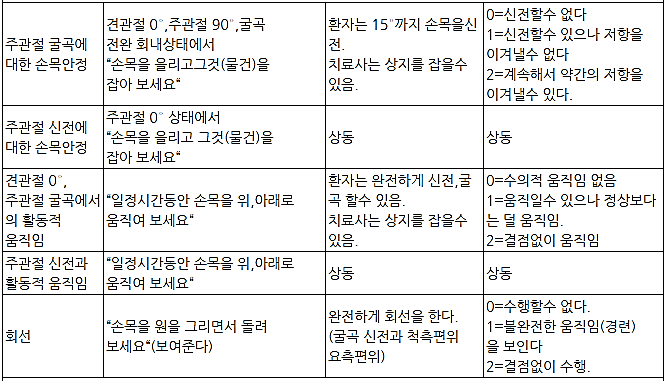 주관절 굴곡에
대한 손목안정
견관절 0°,주관절 90°,굴곡
전완 회내상태에서
“손목을 올리고그것(물건)을
잡아 보세요“
환자는 15°까지 손목을신
전.
치료사는 상지를 잡을수
있음.
0=신전할수 없다
1=신전할수 있으나 저항을
이겨낼수 없다
2=계속해서 약간의 저항을
이겨낼수 있다.
주관절 신전에
대한 손목안정
주관절 0° 상태에서
“손목을 올리고 그것(물건)을
잡아 보세요“
상동
상동
견관절 0°,
주관절 굴곡에서
의 활동적
움직임
“일정시간동안 손목을 위,아래로
움직여 보세요“
환자는 완전하게 신전,굴
곡 할수 있음.
치료사는 상지를 잡을수
있음.
0=수의적 움직임 없음
1=움직일수 있으나 정상보다
는 덜 움직임.
2=결점없이 움직임
주관절 신전과
활동적 움직임
“일정시간동안 손목을 위,아래로
움직여 보세요“
상동
상동
회선
“손목을 원을 그리면서 돌려
보세요“(보여준다)
완전하게 회선을 한다.
(굴곡 신전과 척측편위
요측편위)
0=수행할수 없다.
1=불완전한 움직임(경련)
을 보인다
2=결점없이 수행.